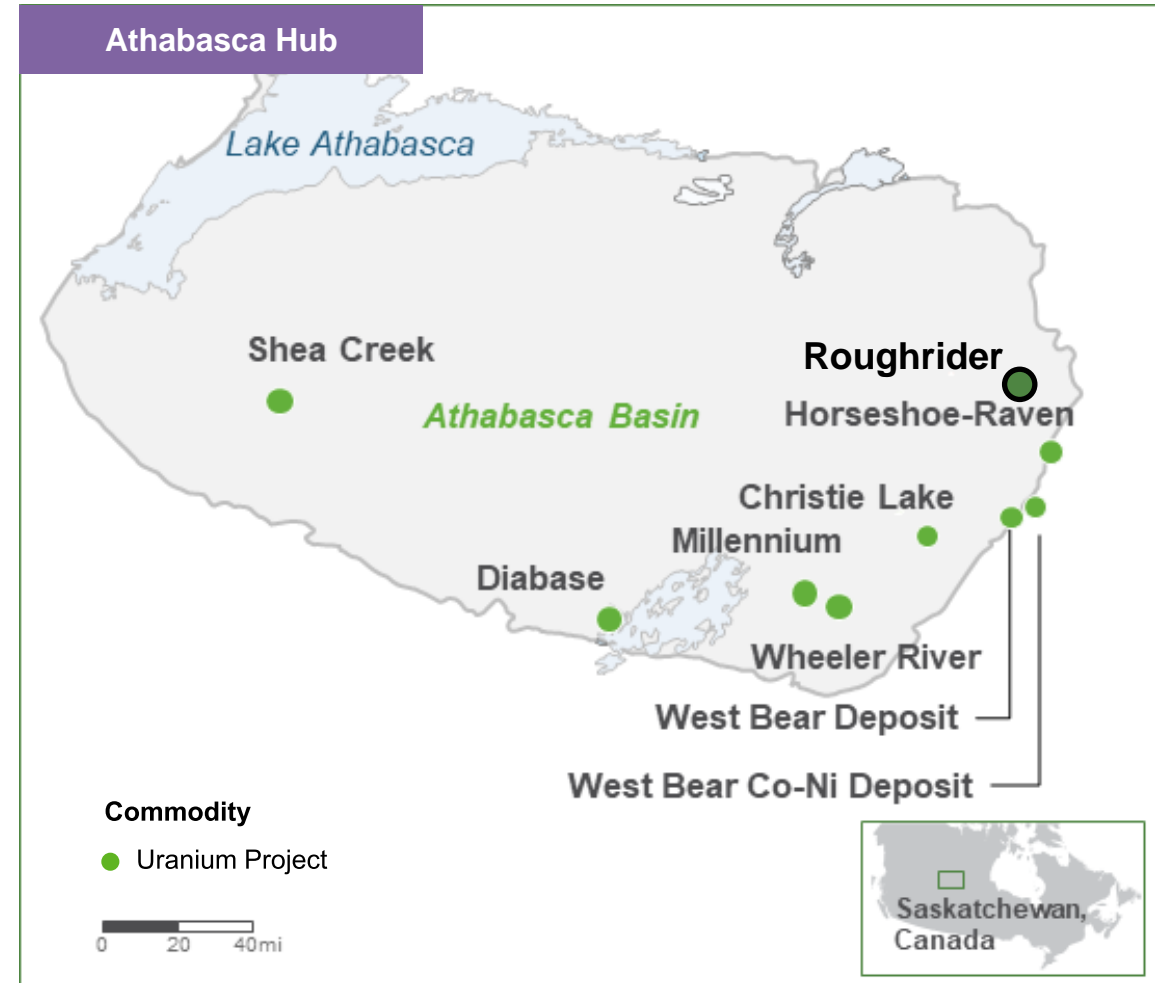 Athabasca Hub
Lake Athabasca
Shea Creek
Roughrider
Athabasca Basin
Horseshoe-Raven
Christie Lake
Millennium
Diabase
Wheeler River
West Bear Deposit
West Bear Co-Ni Deposit
Commodity
Uranium Project
0 20 40mi
Saskatchewan,
Canada